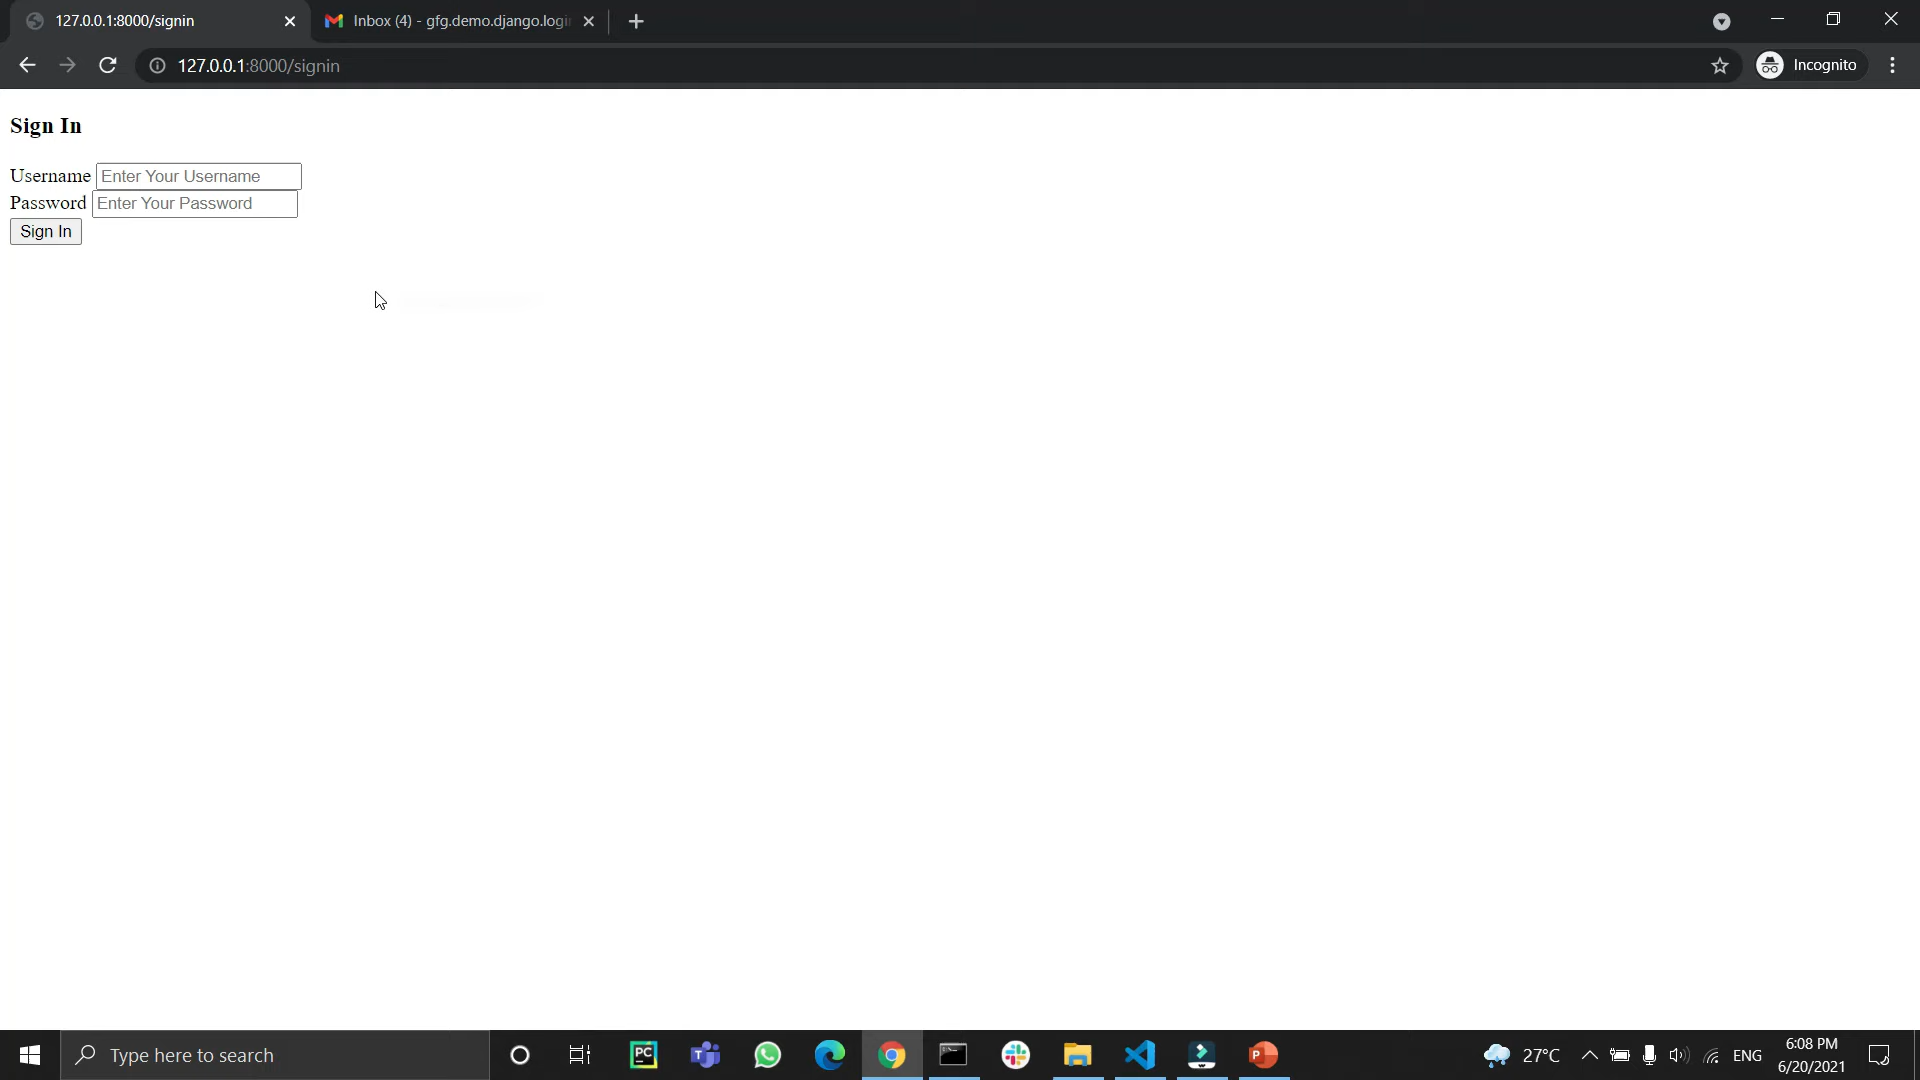 127.0.0.1:8000/signin
Inbox (4) - gfg.demo.django.login
127.0.0.1:8000/signin
Incognito
Sign In
Username Enter Your Username
Password Enter Your Password
Sign In
Type here to search
PC
T
P
27°C
ENG
6:08 PM
6/20/2021